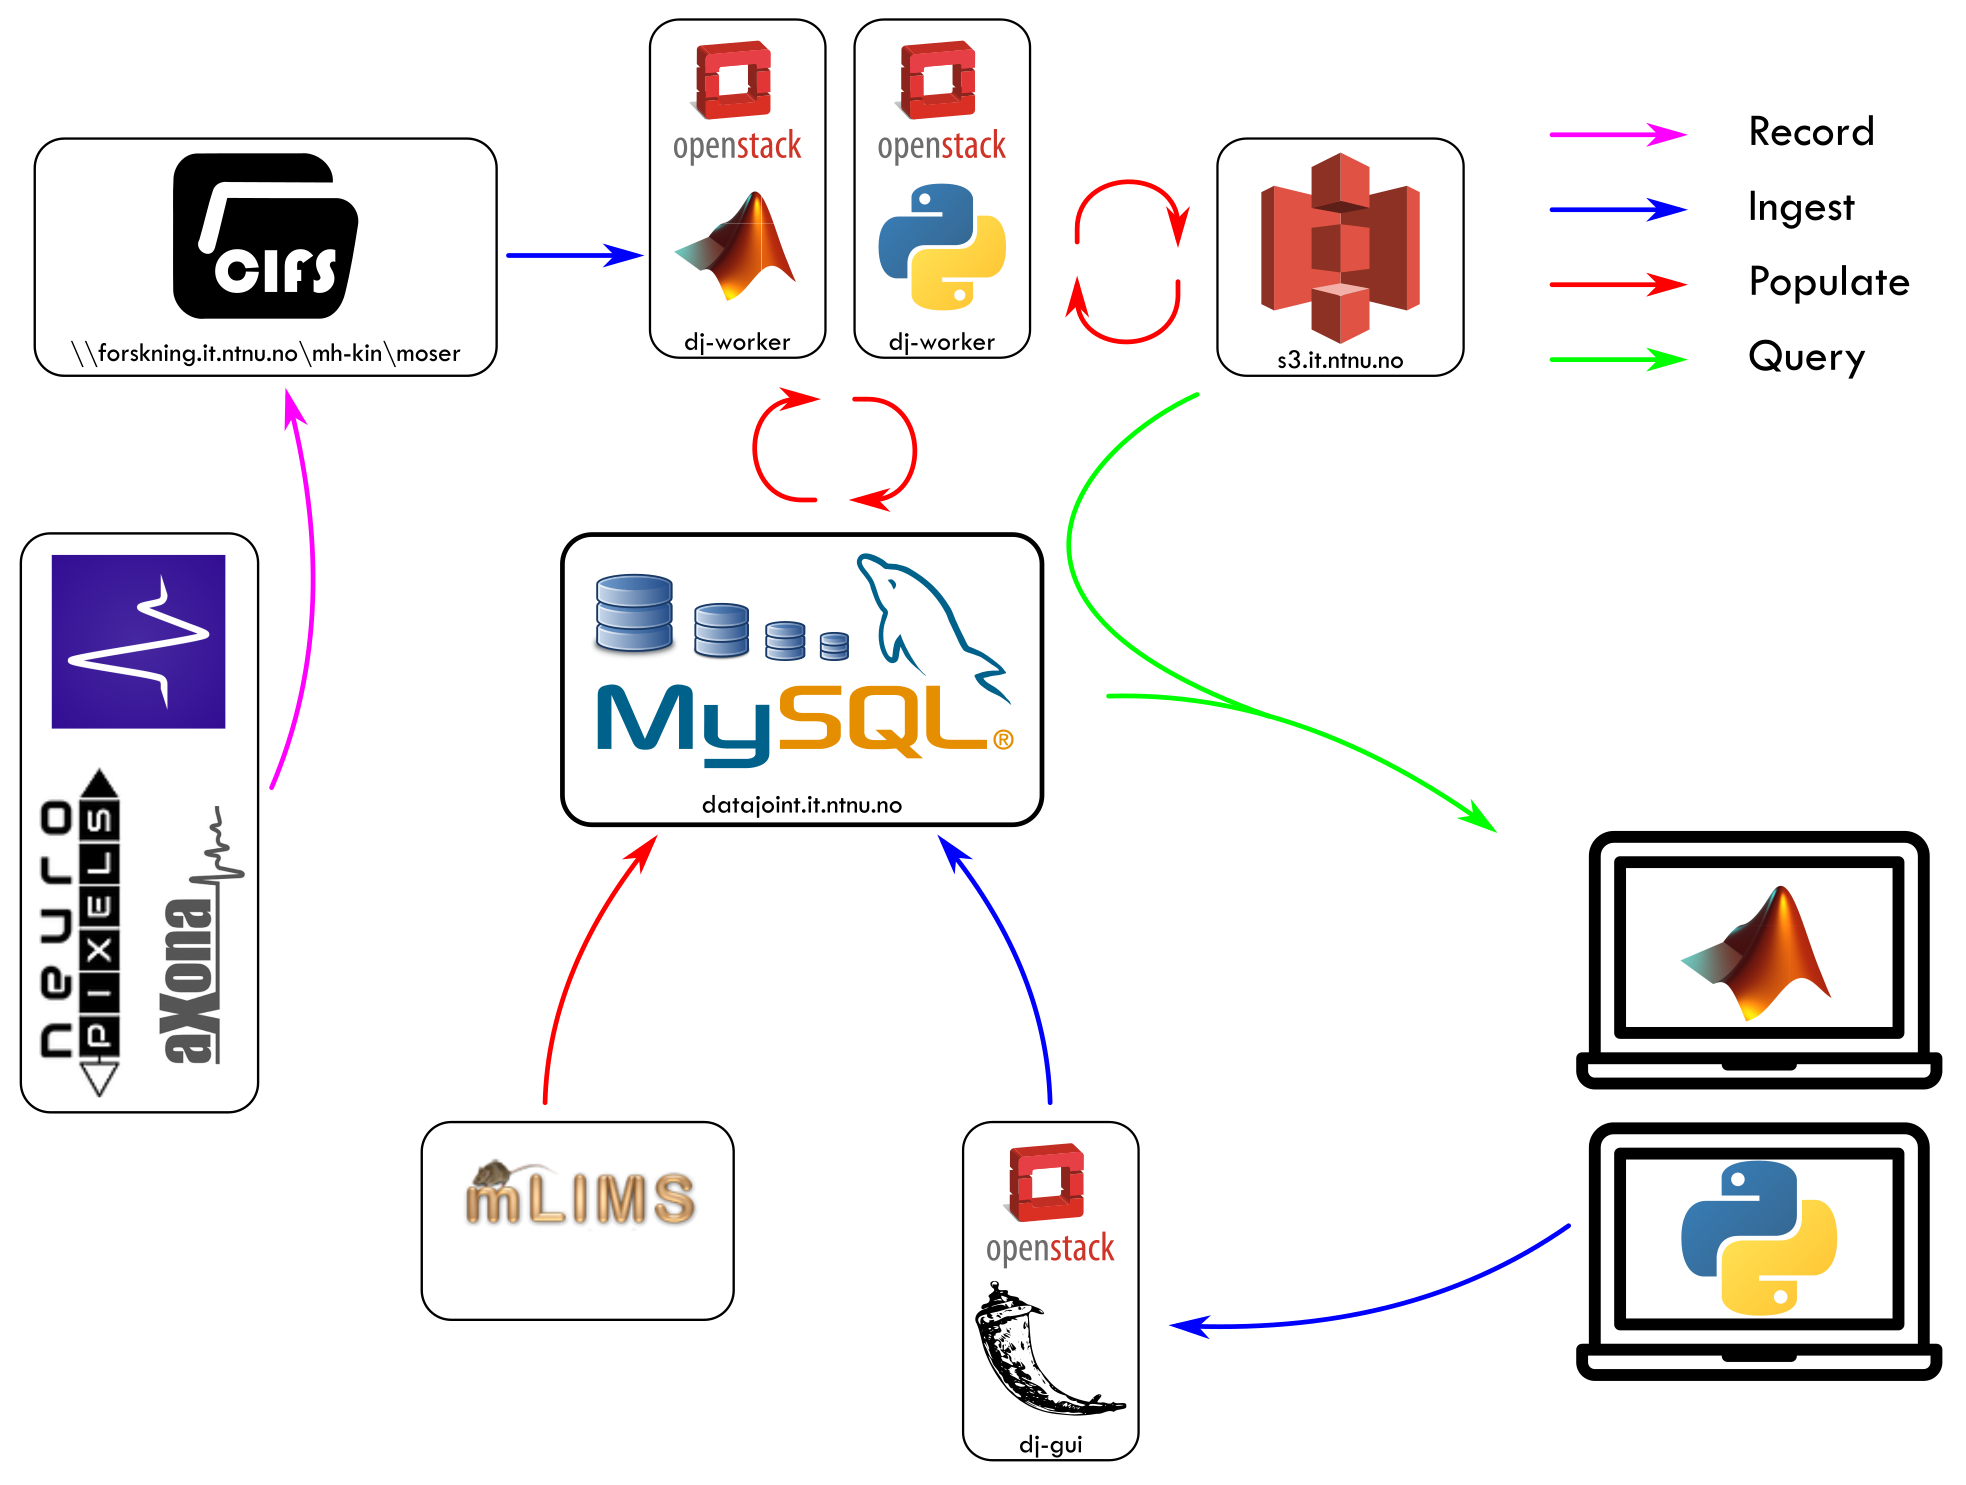 openstack
dj-worker
openstack
dj-worker
CIFS
\\forskning.it.ntnu.no\mh-kin\moser
s3.it.ntnu.no
Record
Ingest
Populate
Query
neuro
PIXELS
aXona
MySQL®
datajoint.it.ntnu.no
mLIMS
openstack
dj-gui